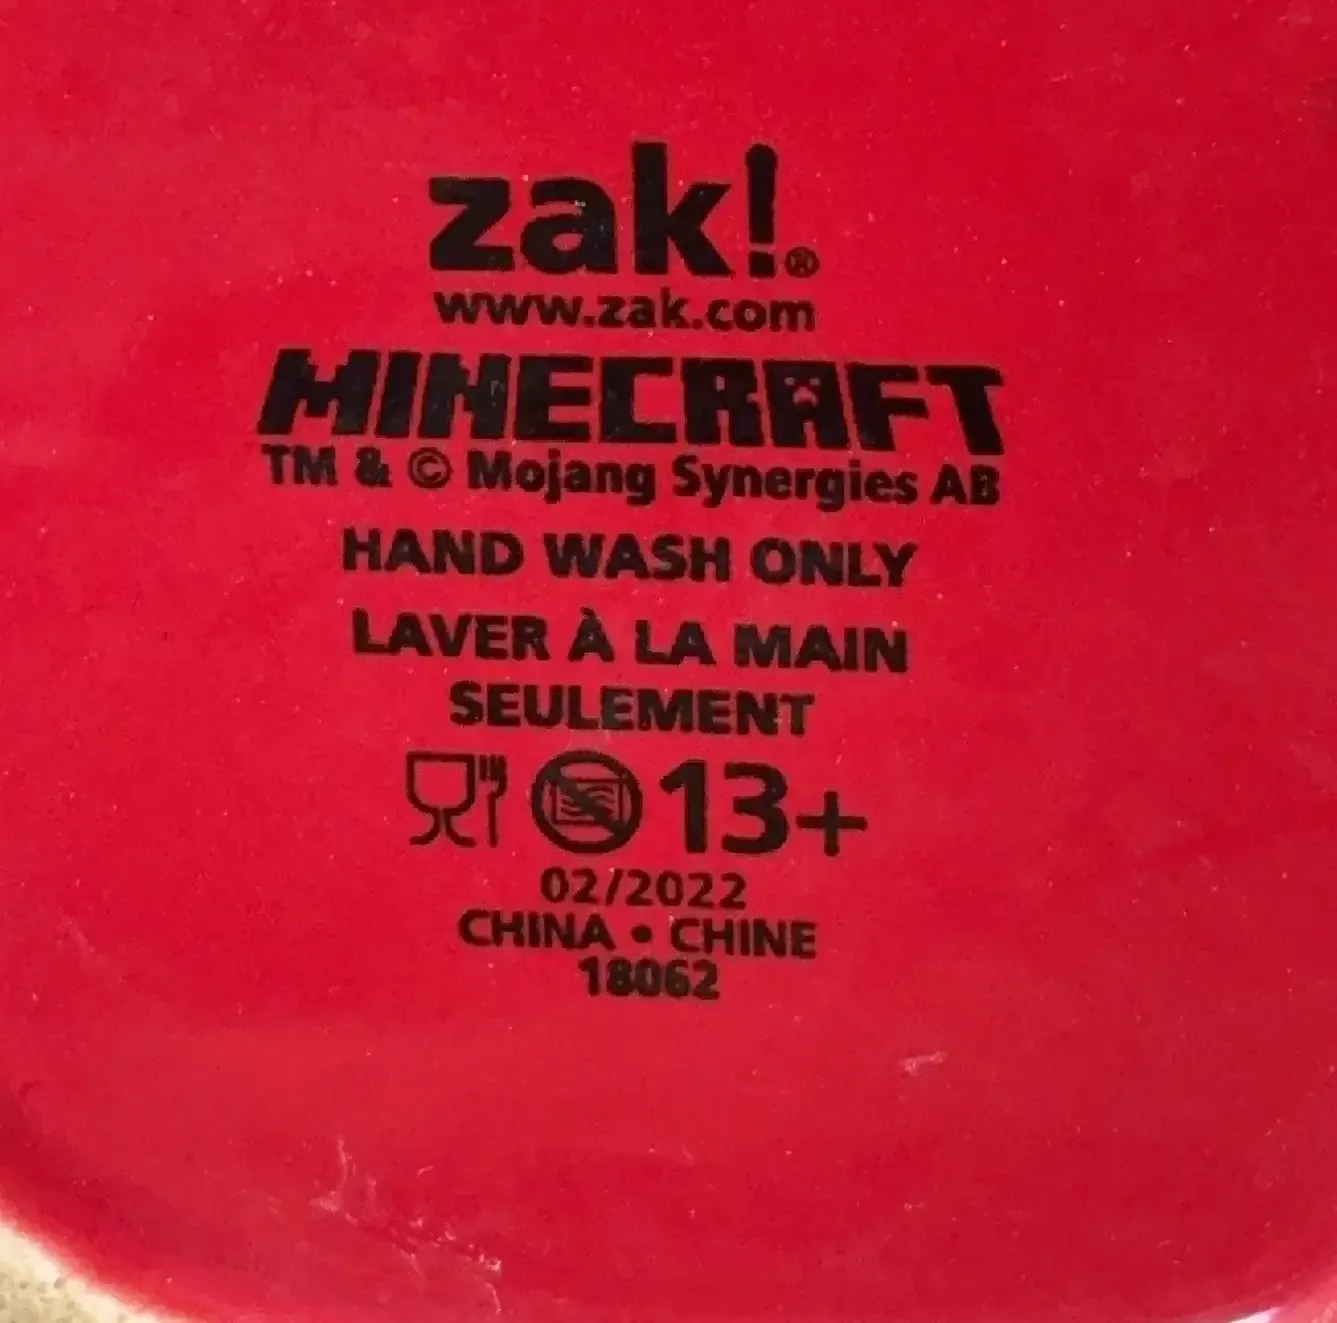 zak!®
www.zak.com
MINECRAFT
TM & © Mojang Synergies AB
HAND WASH ONLY
LAVER À LA MAIN
SEULEMENT
13+
02/2022
CHINA • CHINE
18062